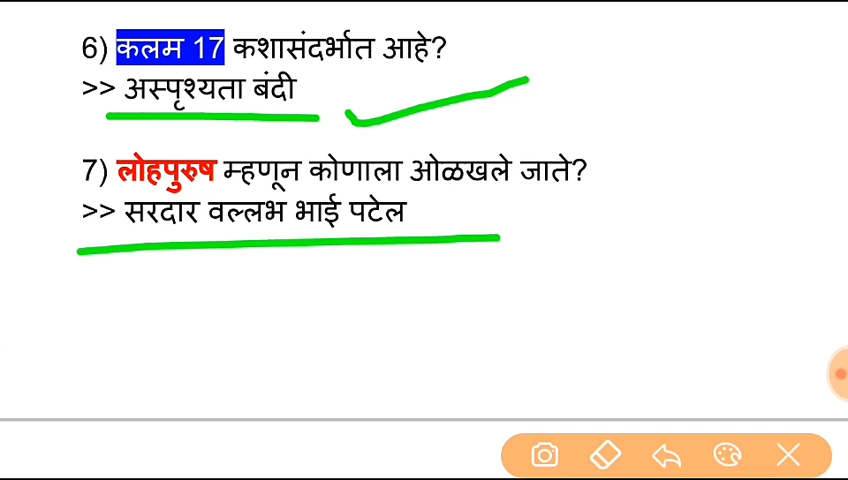 6) कलम 17 कशासंदर्भात आहे?
>> अस्पृश्यता बंदी
7) लोहपुरुष म्हणून कोणाला ओळखले जाते?
>> सरदार वल्लभ भाई पटेल